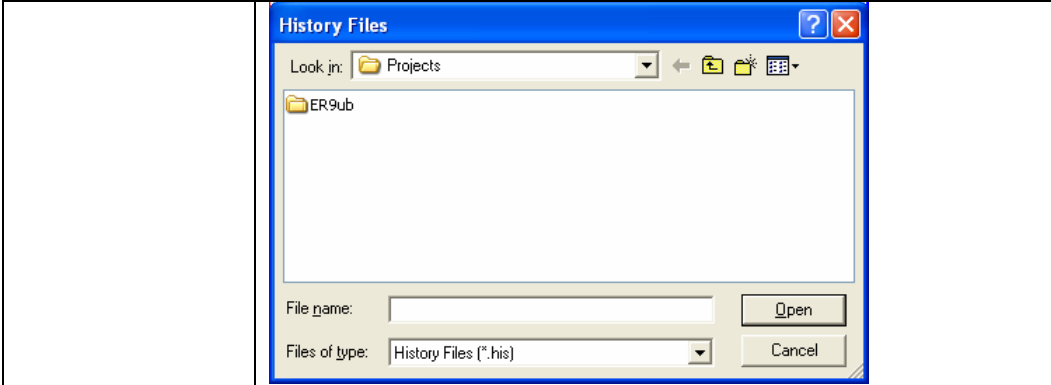 History Files
Look in: Projects
ER9ub
File name:
Open
Files of type: History Files (*.his)
Cancel